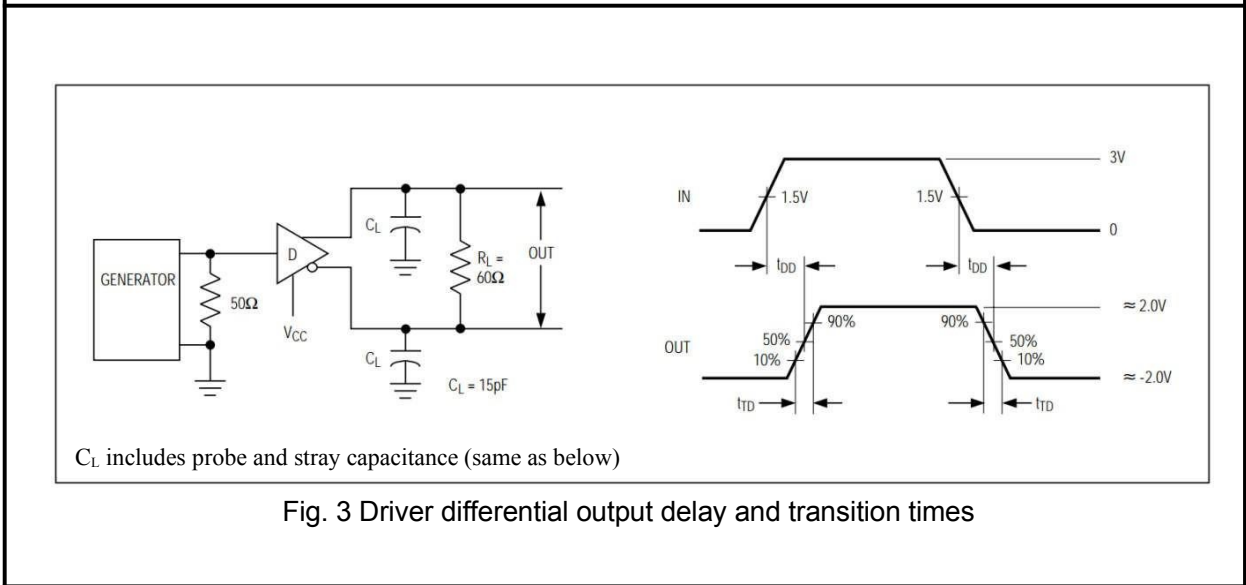 GENERATOR
50Ω
D
VCC
CL
CL
RL =
60Ω
OUT
CL = 15pF
IN
1.5V
1.5V
3V
0
tDD
tDD
OUT
90%
50%
10%
90%
50%
10%
≈ 2.0V
≈ -2.0V
tTD
tTD
CL includes probe and stray capacitance (same as below)
Fig. 3 Driver differential output delay and transition times